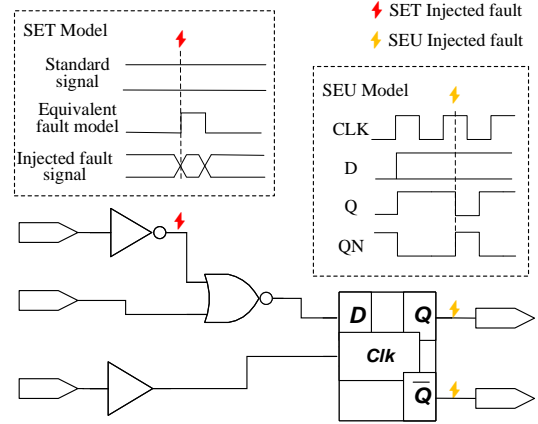 SET Injected fault
SEU Injected fault
SET Model
Standard
signal
Equivalent
fault model
Injected fault
signal
SEU Model
CLK
D
Q
QN
D
Q
Clk
Q̅